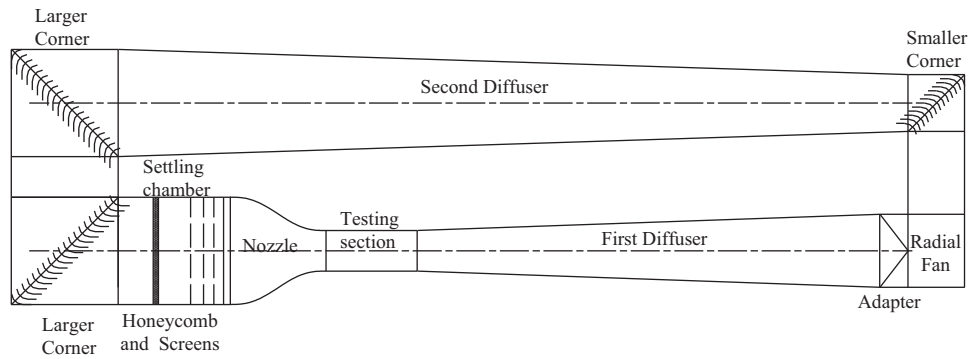 Larger
Corner
Smaller
Corner
Second Diffuser
Settling
chamber
Testing
section
Nozzle
First Diffuser
Radial
Fan
Adapter
Larger
Corner
Honeycomb
and Screens